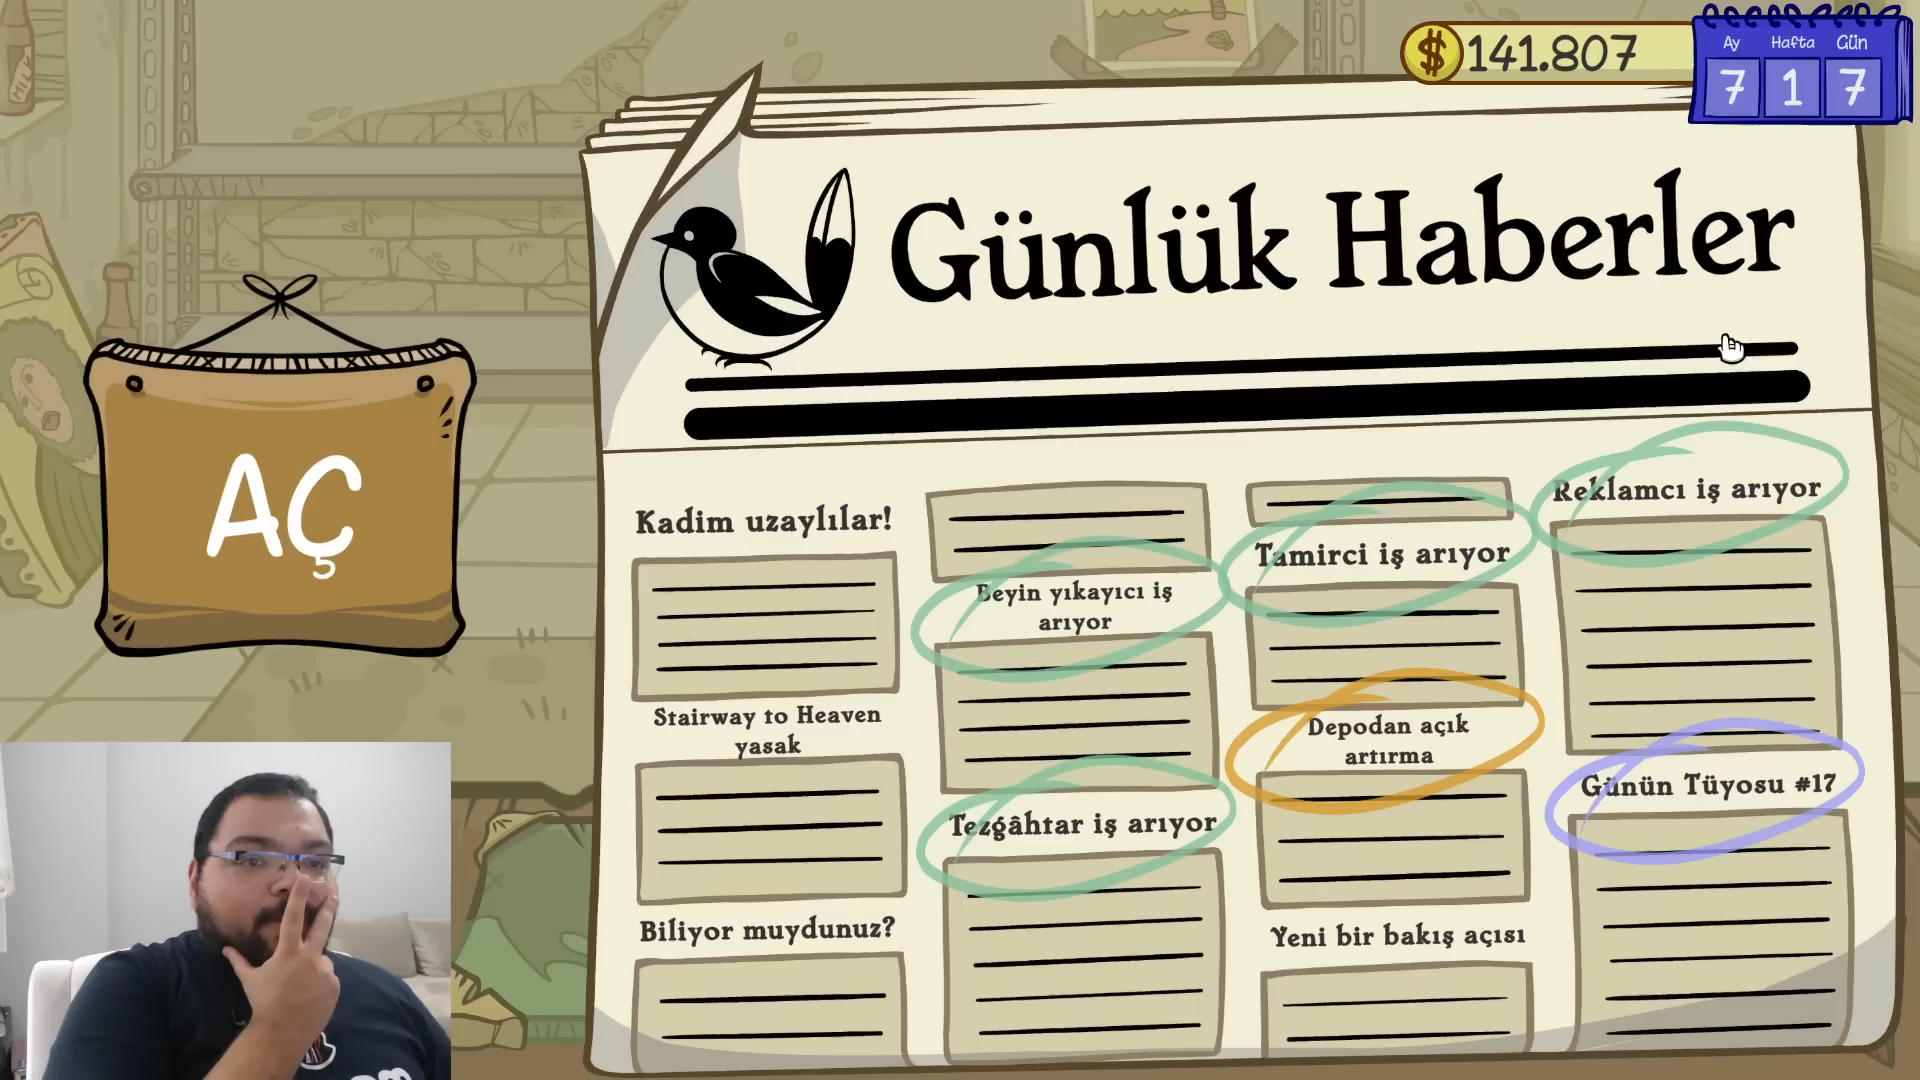 MILK
$ 141.807
Ay Hafta Gün
7 1 7
Günlük Haberler
AÇ
Kadim uzaylılar!
Stairway to Heaven
yasak
Biliyor muydunuz?
Beyin yıkayıcı iş
arıyor
Tezgâhtar iş arıyor
Tamirci iş arıyor
Depodan açık
artırma
Yeni bir bakış açısı
Reklamcı iş arıyor
Günün Tüyosu #17